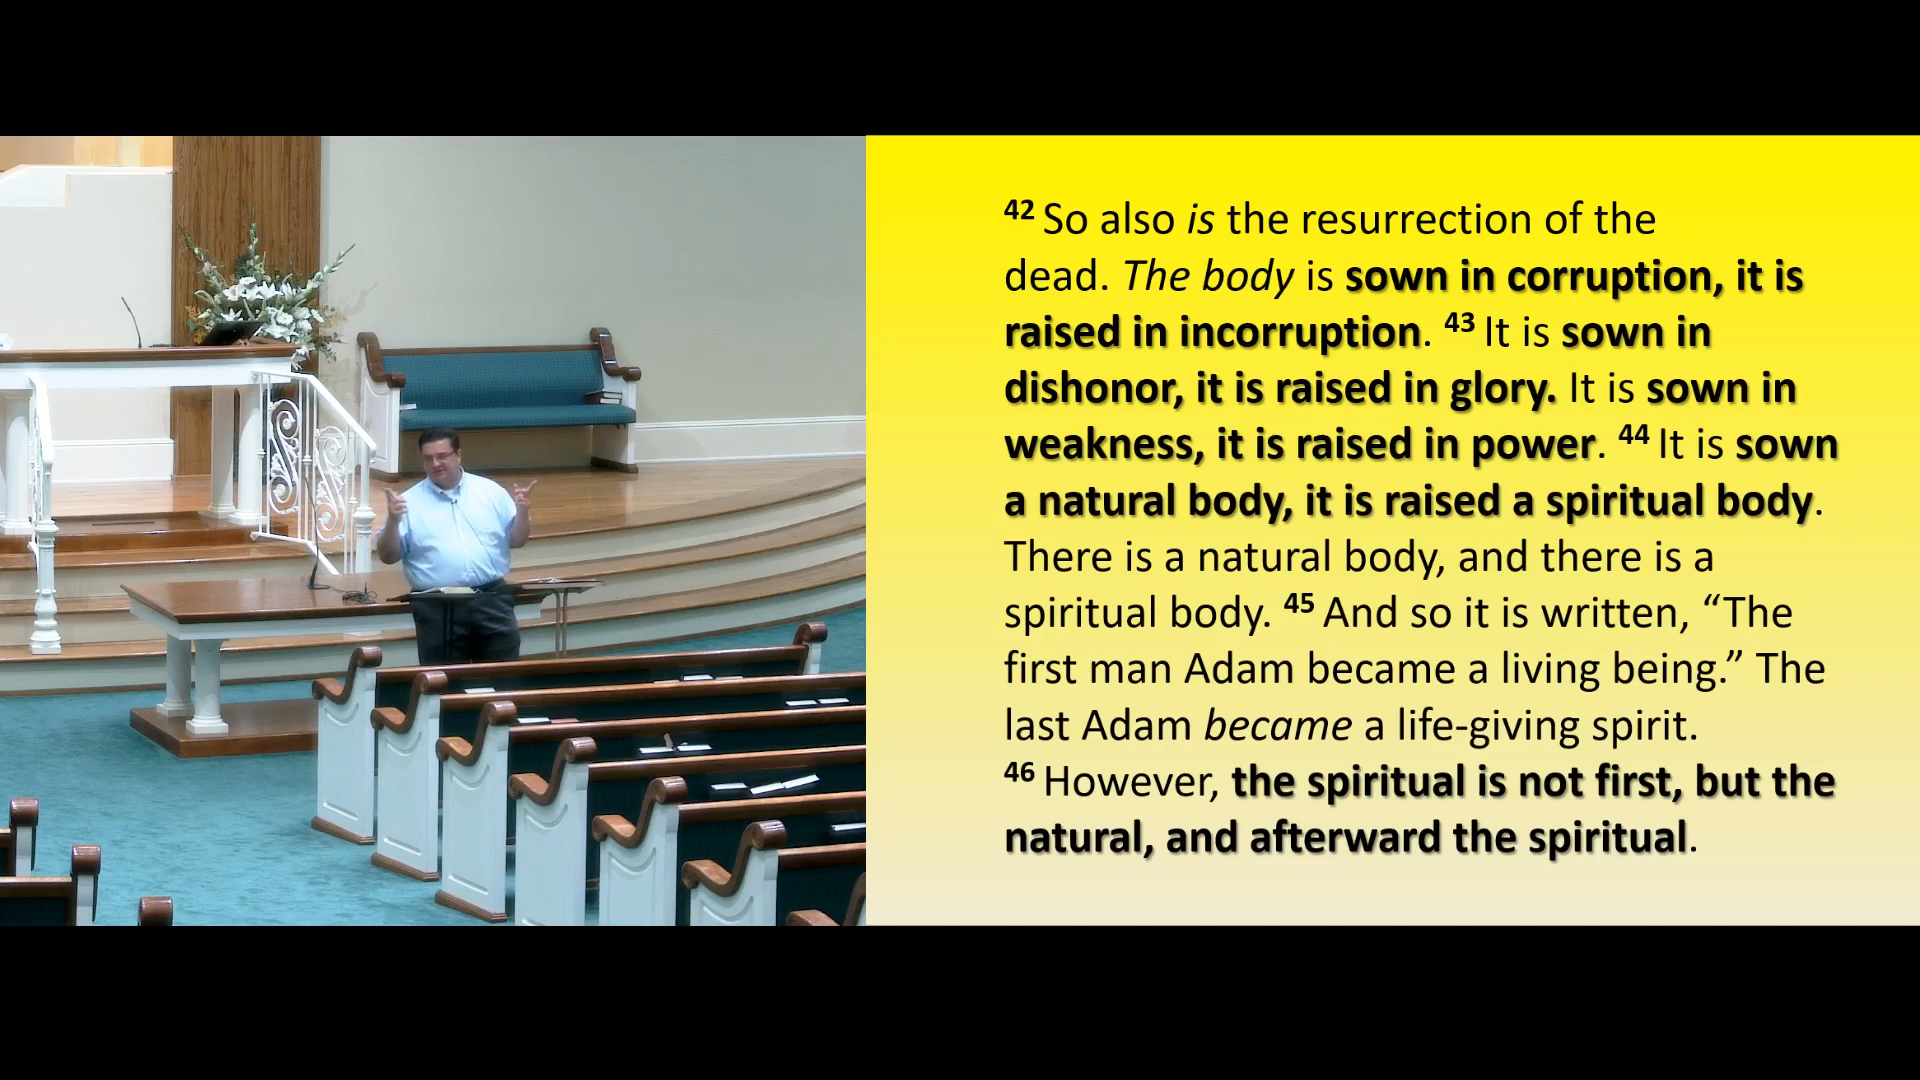 42 So also is the resurrection of the
dead. The body is sown in corruption, it is
raised in incorruption. 43 It is sown in
dishonor, it is raised in glory. It is sown in
weakness, it is raised in power. 44 It is sown
a natural body, it is raised a spiritual body.
There is a natural body, and there is a
spiritual body. 45 And so it is written, “The
first man Adam became a living being.” The
last Adam became a life-giving spirit.
46 However, the spiritual is not first, but the
natural, and afterward the spiritual.